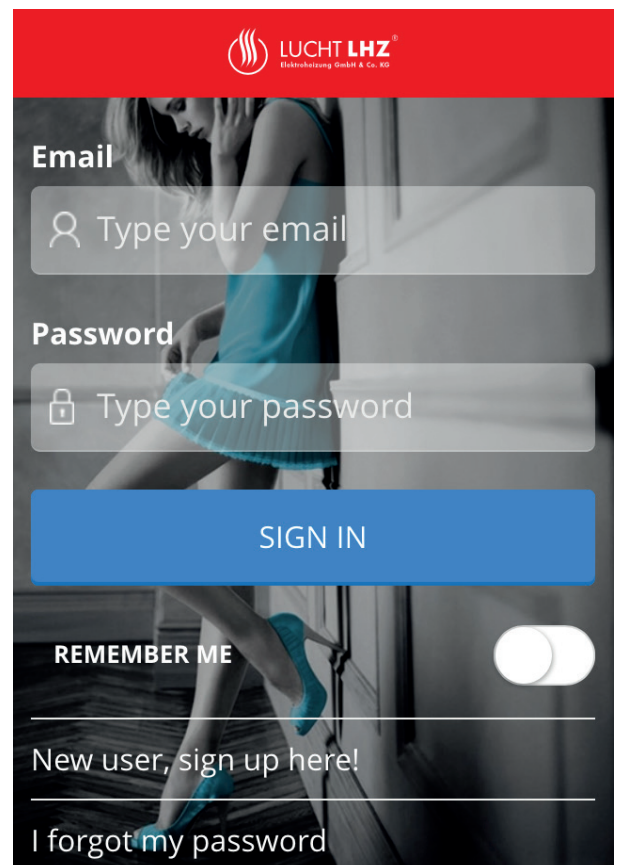 LUCHT LHZ®
Elektroheizung GmbH & Co. KG
Email
Type your email
Password
Type your password
SIGN IN
REMEMBER ME
New user, sign up here!
I forgot my password